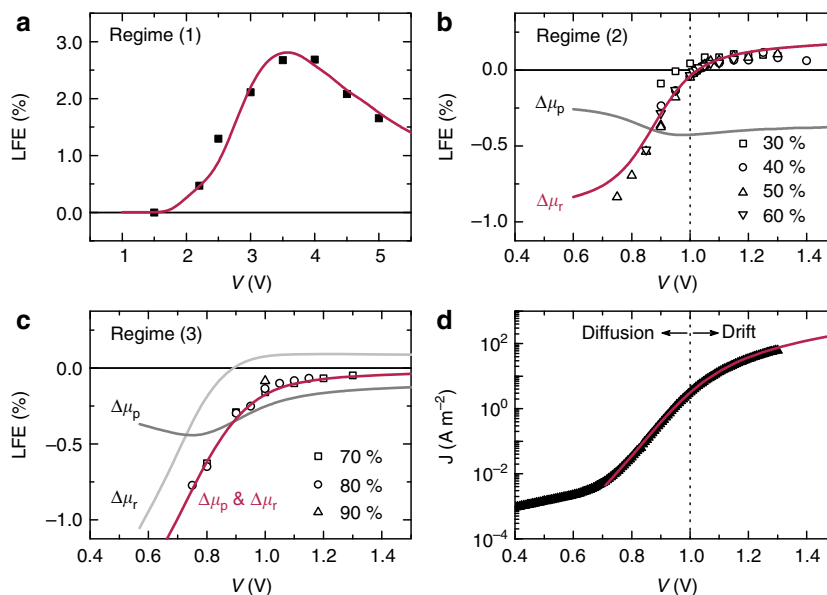 a
Regime (1)
3.0
2.0
1.0
0.0
LFE (%)
1 2 3 4 5
V (V)
b
Regime (2)
0.0
−0.5
−1.0
LFE (%)
Δμp
Δμr
30 %
40 %
50 %
60 %
0.4 0.6 0.8 1.0 1.2 1.4
V (V)
c
Regime (3)
0.0
−0.5
−1.0
LFE (%)
Δμp
Δμr
Δμp & Δμr
70 %
80 %
90 %
0.4 0.6 0.8 1.0 1.2 1.4
V (V)
d
Diffusion
Drift
10²
10⁰
10⁻²
10⁻⁴
J (A m⁻²)
0.4 0.6 0.8 1.0 1.2 1.4
V (V)